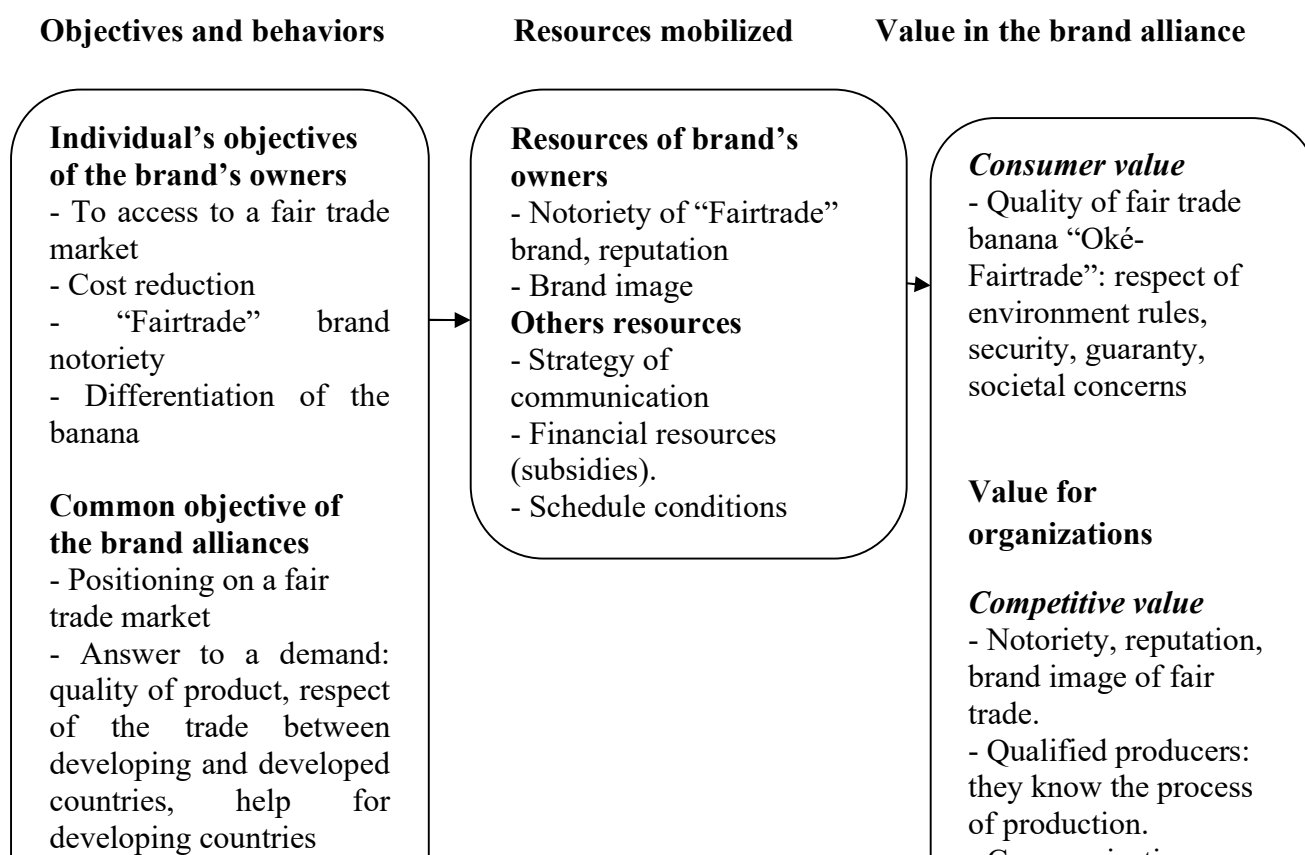 Objectives and behaviors
Resources mobilized
Value in the brand alliance
Individual’s objectives
of the brand’s owners
- To access to a fair trade
market
- Cost reduction
- “Fairtrade” brand
notoriety
- Differentiation of the
banana
Common objective of
the brand alliances
- Positioning on a fair
trade market
- Answer to a demand:
quality of product, respect
of the trade between
developing and developed
countries, help for
developing countries
Resources of brand’s
owners
- Notoriety of “Fairtrade”
brand, reputation
- Brand image
Others resources
- Strategy of
communication
- Financial resources
(subsidies).
- Schedule conditions
Consumer value
- Quality of fair trade
banana “Oké-
Fairtrade”: respect of
environment rules,
security, guaranty,
societal concerns
Value for
organizations
Competitive value
- Notoriety, reputation,
brand image of fair
trade.
- Qualified producers:
they know the process
of production.